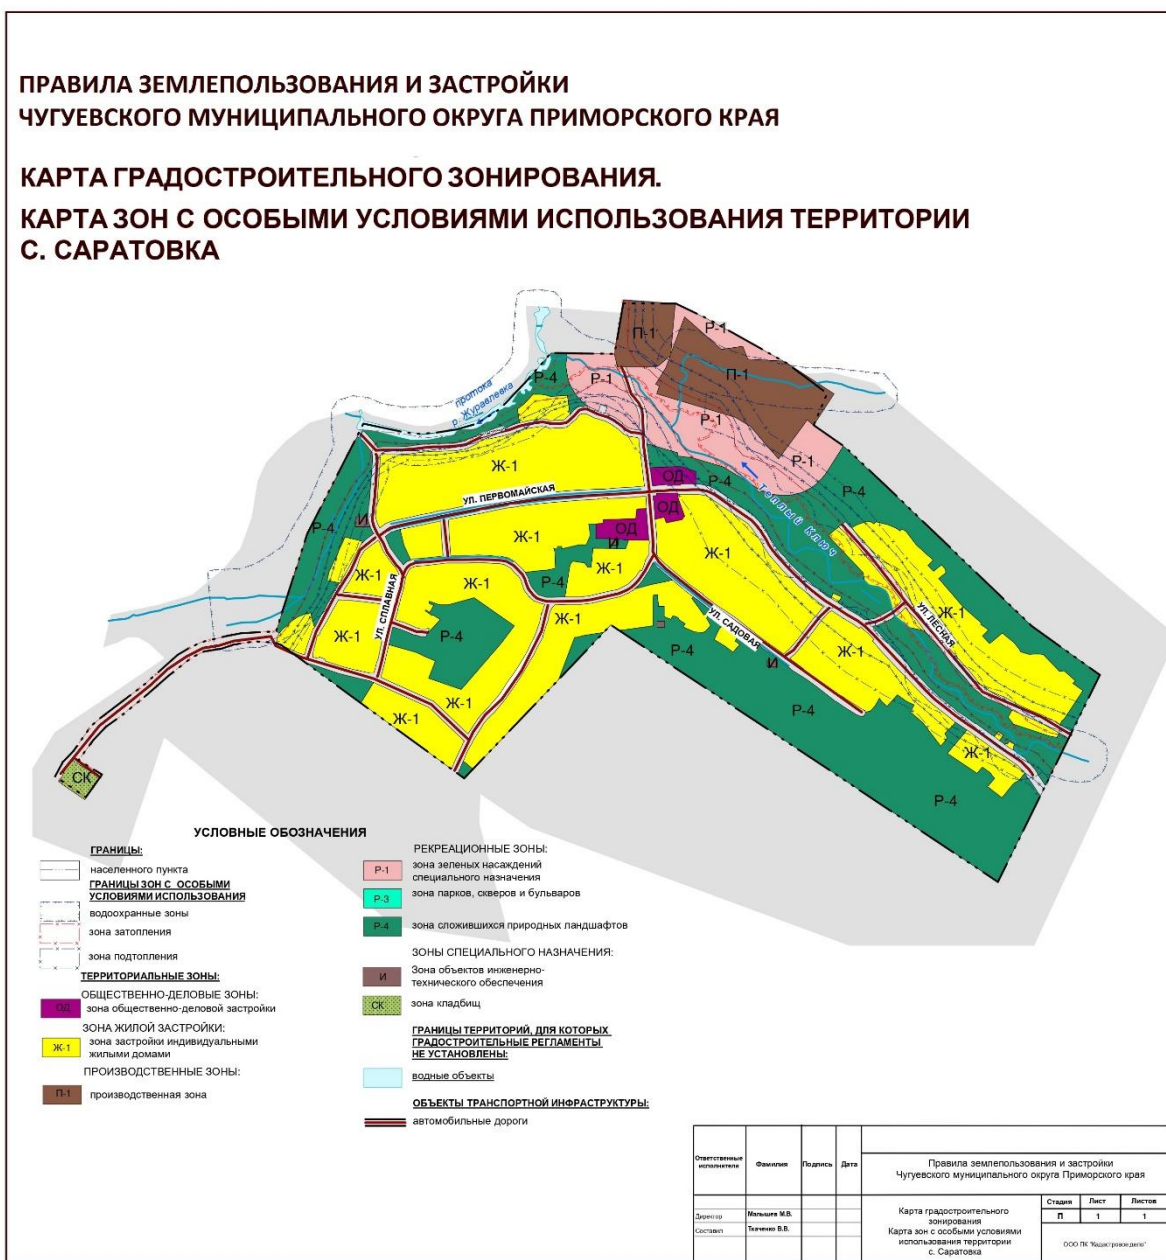 ПРАВИЛА ЗЕМЛЕПОЛЬЗОВАНИЯ И ЗАСТРОЙКИ
ЧУГУЕВСКОГО МУНИЦИПАЛЬНОГО ОКРУГА ПРИМОРСКОГО КРАЯ
КАРТА ГРАДОСТРОИТЕЛЬНОГО ЗОНИРОВАНИЯ.
КАРТА ЗОН С ОСОБЫМИ УСЛОВИЯМИ ИСПОЛЬЗОВАНИЯ ТЕРРИТОРИИ
С. САРАТОВКА
П-1
Р-1
П-1
Р-4
Р-1
протока
р. Журавлевка
Р-1
Р-1
Ж-1
ОД
Р-4
Р-4
УЛ. ПЕРВОМАЙСКАЯ
ОД
Теплый Ключ
Р-4
И
ОД
Ж-1
И
Ж-1
Ж-1
Ж-1
Р-4
Ж-1
УЛ. СПЛАВНАЯ
Ж-1
Ж-1
УЛ. ЛЕСНАЯ
Ж-1
Р-4
УЛ. САДОВАЯ
Р-4
Ж-1
И
Ж-1
Р-4
Ж-1
Ж-1
СК
Р-4
УСЛОВНЫЕ ОБОЗНАЧЕНИЯ
ГРАНИЦЫ:
населенного пункта
ГРАНИЦЫ ЗОН С ОСОБЫМИ
УСЛОВИЯМИ ИСПОЛЬЗОВАНИЯ
водоохранные зоны
зона затопления
зона подтопления
ТЕРРИТОРИАЛЬНЫЕ ЗОНЫ:
ОБЩЕСТВЕННО-ДЕЛОВЫЕ ЗОНЫ:
ОД зона общественно-деловой застройки
ЗОНА ЖИЛОЙ ЗАСТРОЙКИ:
Ж-1 зона застройки индивидуальными
жилыми домами
ПРОИЗВОДСТВЕННЫЕ ЗОНЫ:
П-1 производственная зона
РЕКРЕАЦИОННЫЕ ЗОНЫ:
Р-1 зона зеленых насаждений
специального назначения
Р-3 зона парков, скверов и бульваров
Р-4 зона сложившихся природных ландшафтов
ЗОНЫ СПЕЦИАЛЬНОГО НАЗНАЧЕНИЯ:
И Зона объектов инженерно-
технического обеспечения
СК зона кладбищ
ГРАНИЦЫ ТЕРРИТОРИЙ, ДЛЯ КОТОРЫХ
ГРАДОСТРОИТЕЛЬНЫЕ РЕГЛАМЕНТЫ
НЕ УСТАНОВЛЕНЫ:
водные объекты
ОБЪЕКТЫ ТРАНСПОРТНОЙ ИНФРАСТРУКТУРЫ:
автомобильные дороги
Ответственные
исполнители
Фамилия
Подпись
Дата
Правила землепользования и застройки
Чугуевского муниципального округа Приморского края
Директор
Малышев М.В.
Составил
Ткаченко В.В.
Карта градостроительного
зонирования
Карта зон с особыми условиями
использования территории
с. Саратовка
Стадия Лист Листов
П 1 1
ООО ПК "Кадастровое дело"